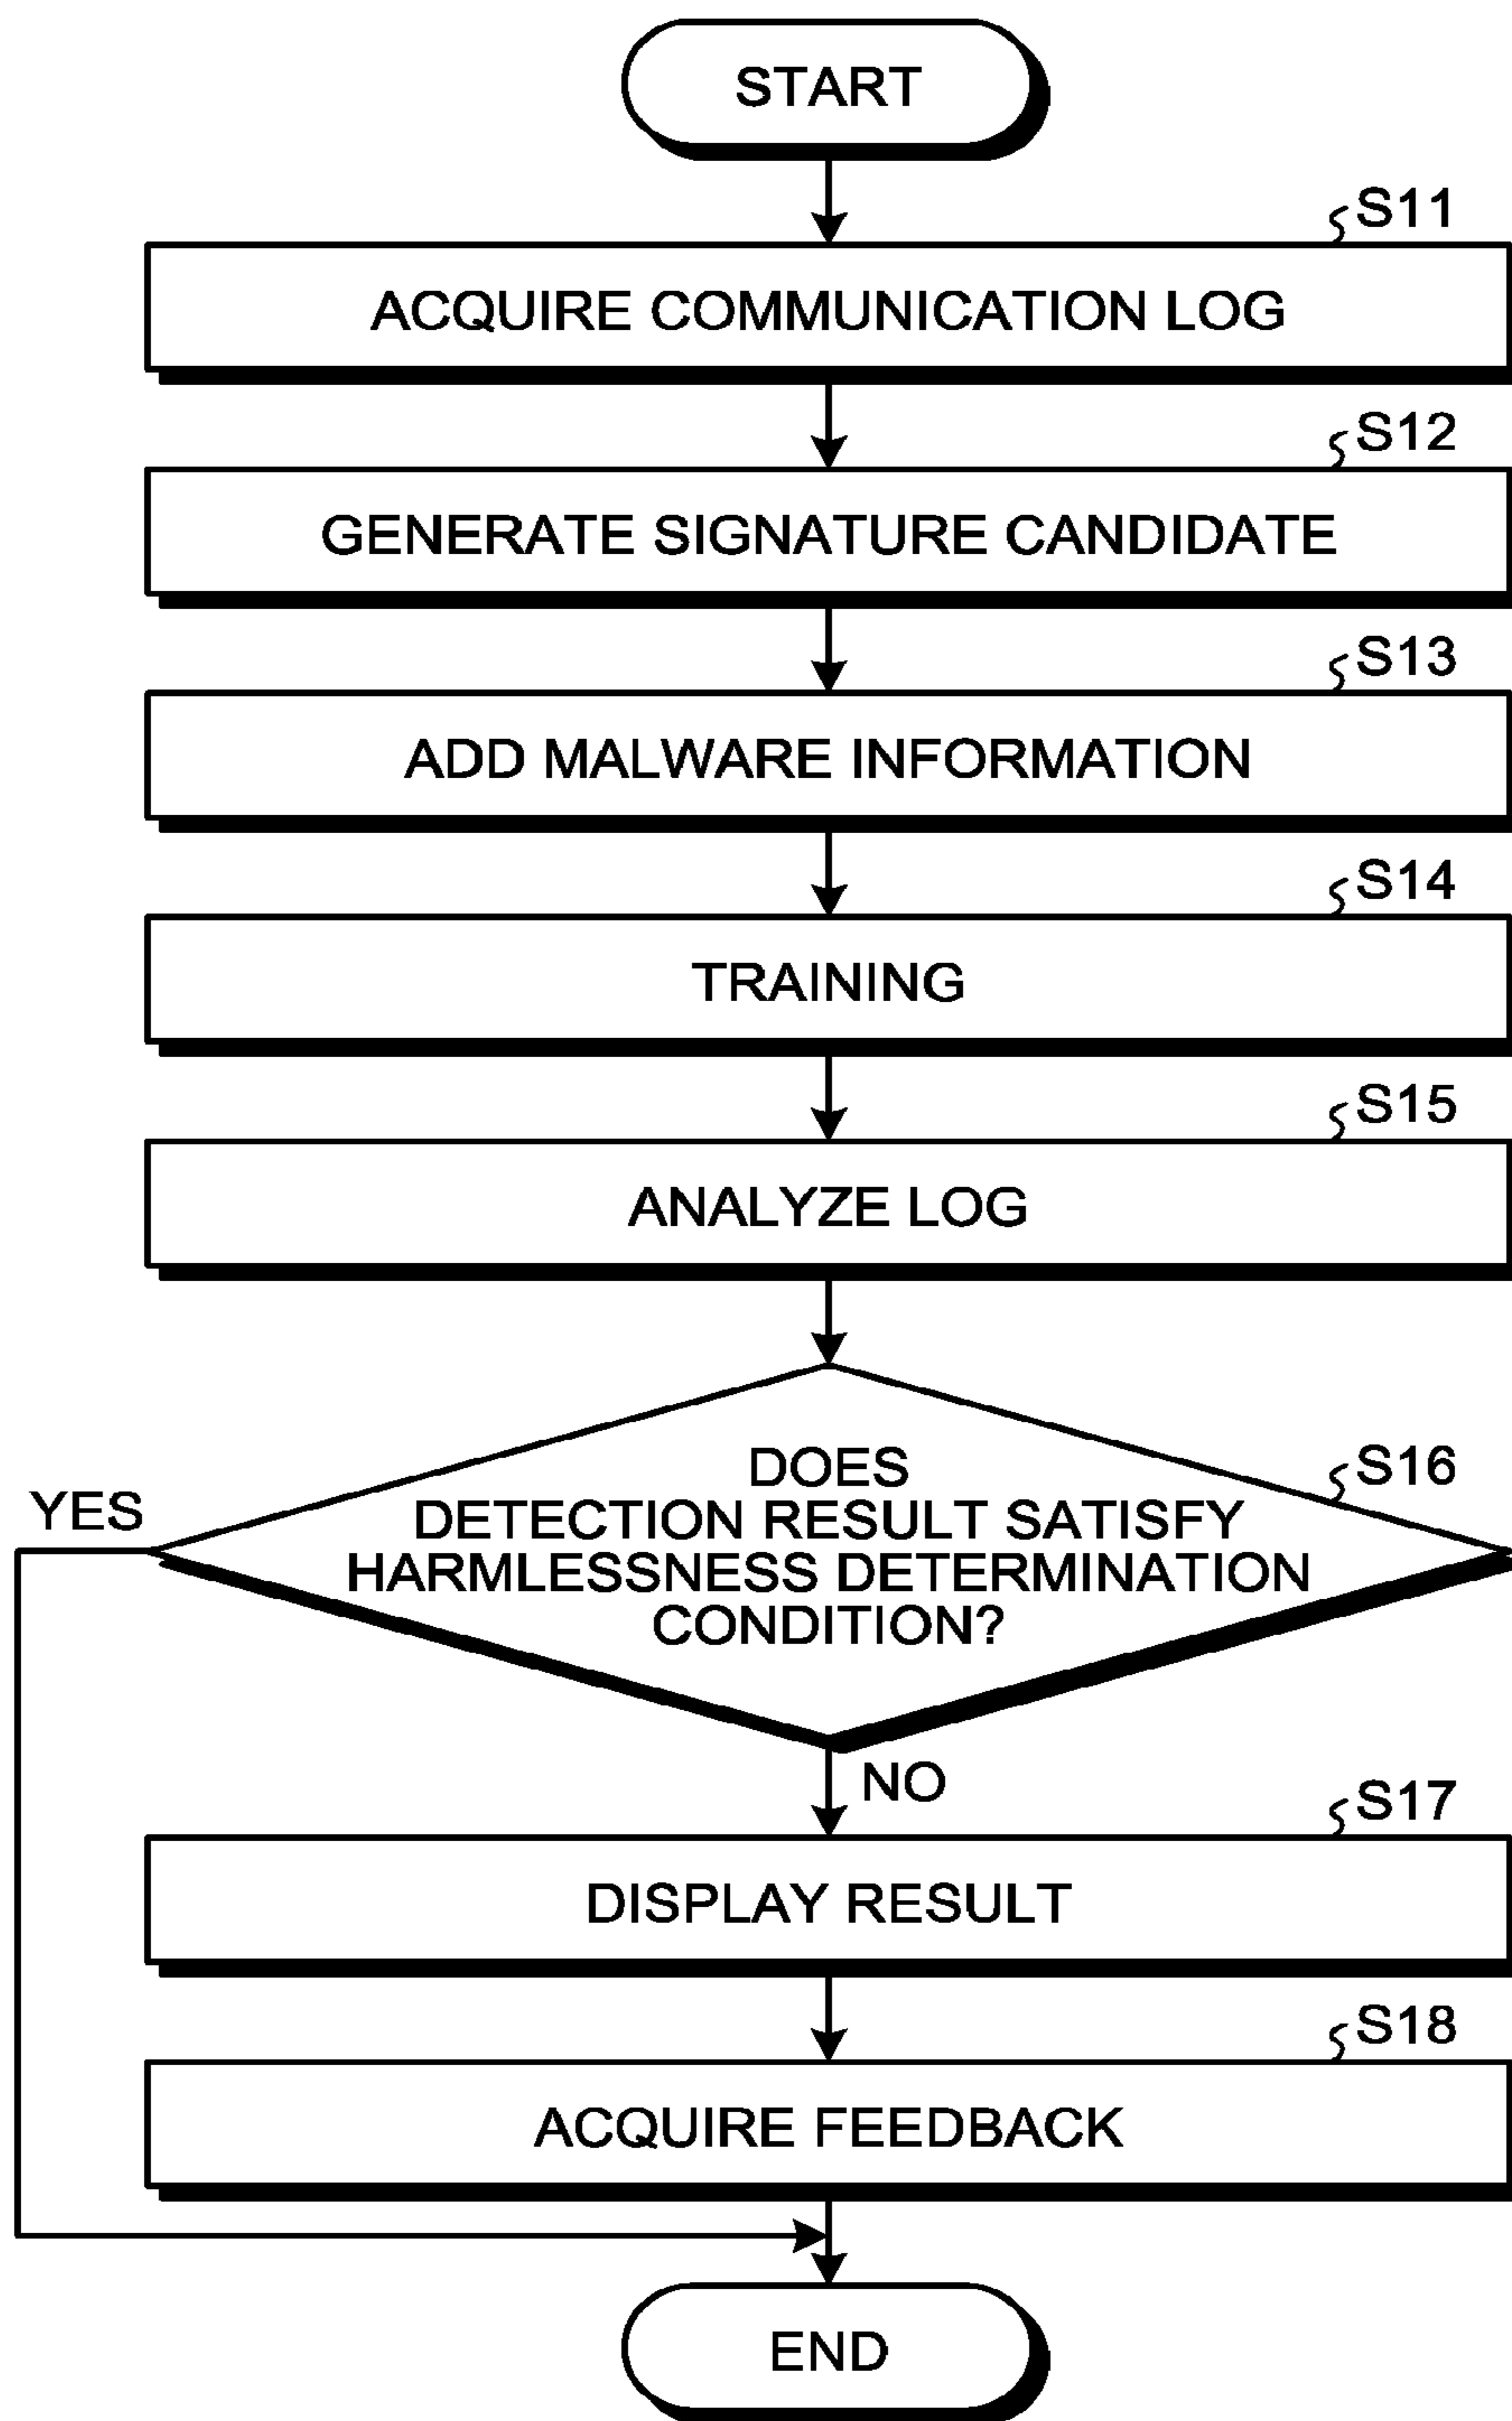 START
S11
ACQUIRE COMMUNICATION LOG
S12
GENERATE SIGNATURE CANDIDATE
S13
ADD MALWARE INFORMATION
S14
TRAINING
S15
ANALYZE LOG
S16
DOES
DETECTION RESULT SATISFY
HARMLESSNESS DETERMINATION
CONDITION?
YES
NO
S17
DISPLAY RESULT
S18
ACQUIRE FEEDBACK
END